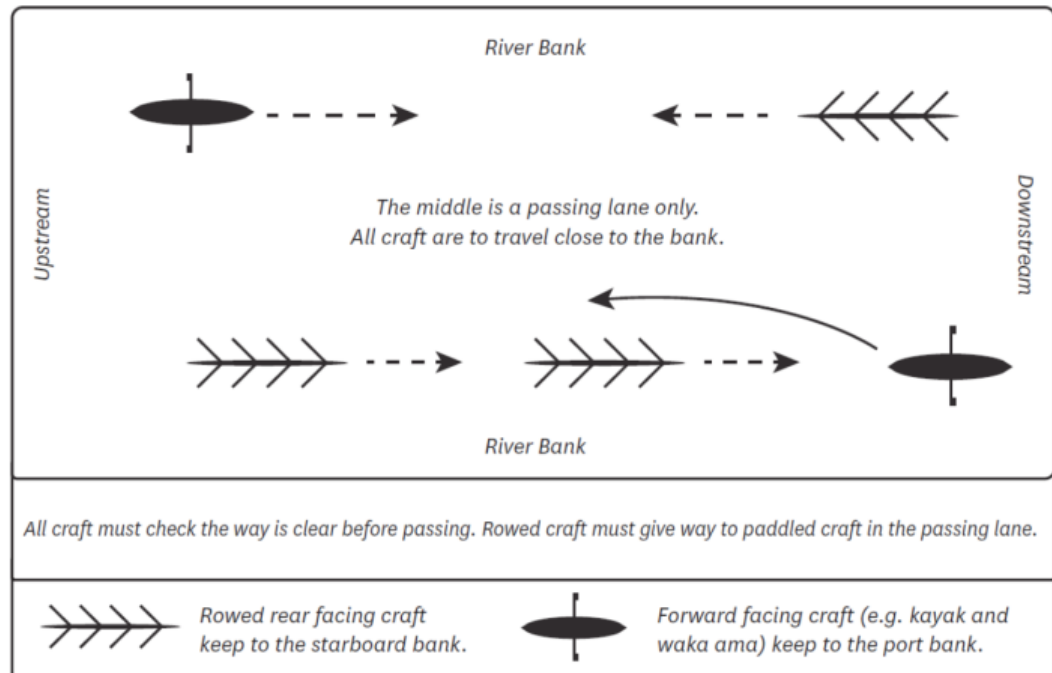 River Bank
Upstream
The middle is a passing lane only.
All craft are to travel close to the bank.
Downstream
River Bank
All craft must check the way is clear before passing. Rowed craft must give way to paddled craft in the passing lane.
Rowed rear facing craft
keep to the starboard bank.
Forward facing craft (e.g. kayak and
waka ama) keep to the port bank.